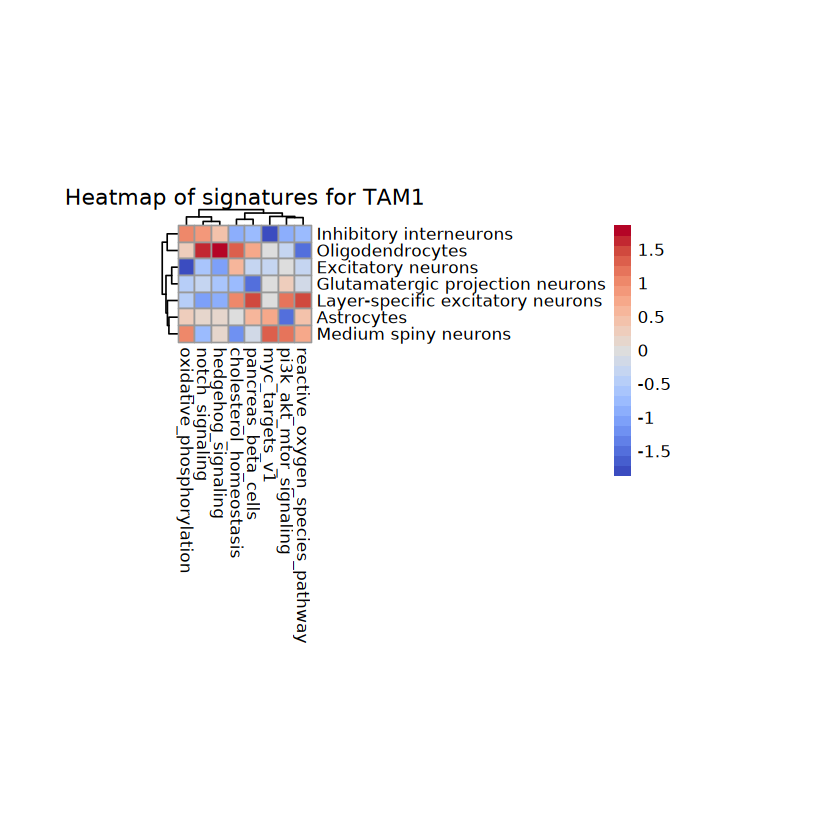 Heatmap of signatures for TAM1
Inhibitory interneurons
Oligodendrocytes
Excitatory neurons
Glutamatergic projection neurons
Layer-specific excitatory neurons
Astrocytes
Medium spiny neurons
oxidative_phosphorylation
notch_signaling
hedgehog_signaling
cholesterol_homeostasis
pancreas_beta_cells
myc_targets_v1
pi3k_akt_mtor_signaling
reactive_oxygen_species_pathway
1.5
1
0.5
0
-0.5
-1
-1.5